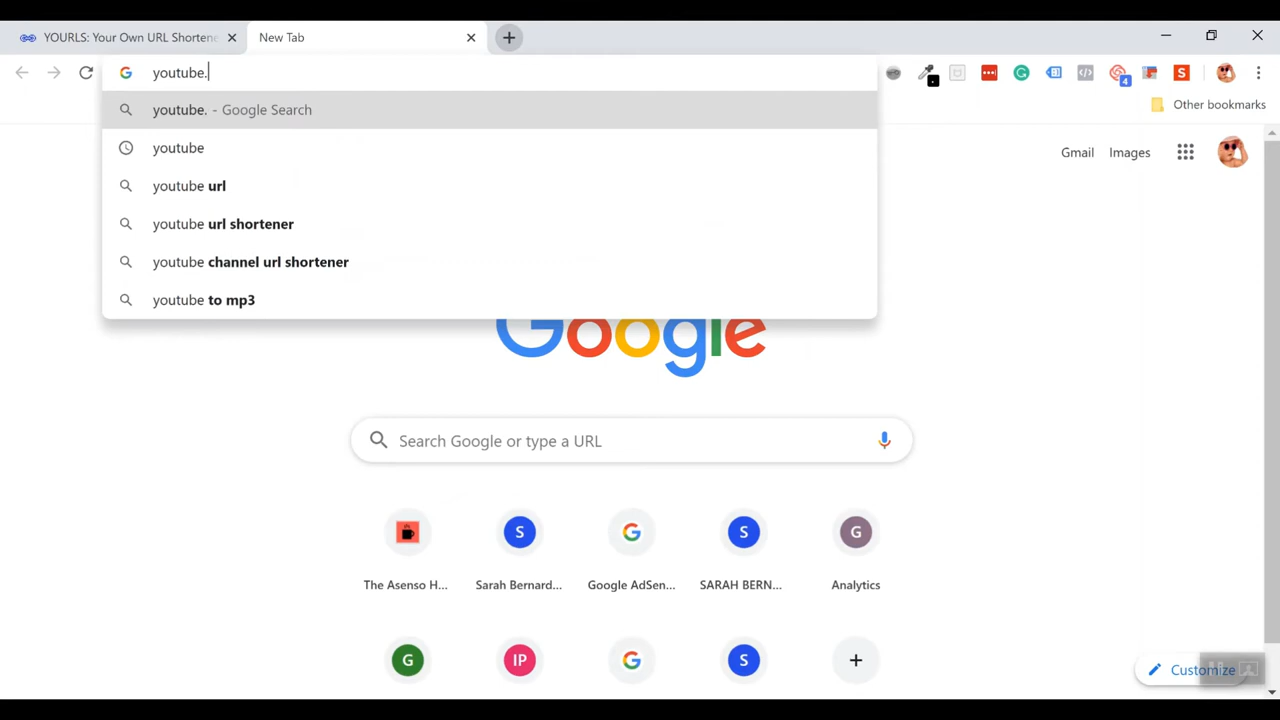 YOURLS: Your Own URL Shortene
New Tab
youtube.
4
S
Other bookmarks
youtube. - Google Search
youtube
youtube url
youtube url shortener
youtube channel url shortener
youtube to mp3
Gmail
Images
Google
Search Google or type a URL
S
G
S
G
The Asenso H...
Sarah Bernard...
Google AdSen...
SARAH BERN...
Analytics
G
IP
G
S
Customize